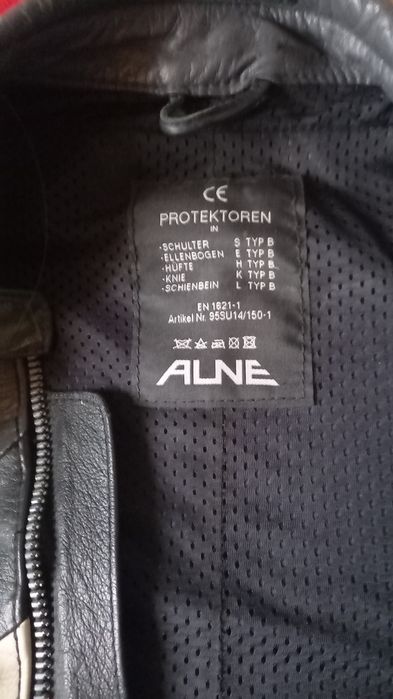 CE
PROTEKTOREN
IN
-SCHULTER S TYP B
-ELLENBOGEN E TYP B
-HÜFTE H TYP B
-KNIE K TYP B
-SCHIENBEIN L TYP B
EN 1621-1
Artikel Nr. 95SU14/150-1
ALNE